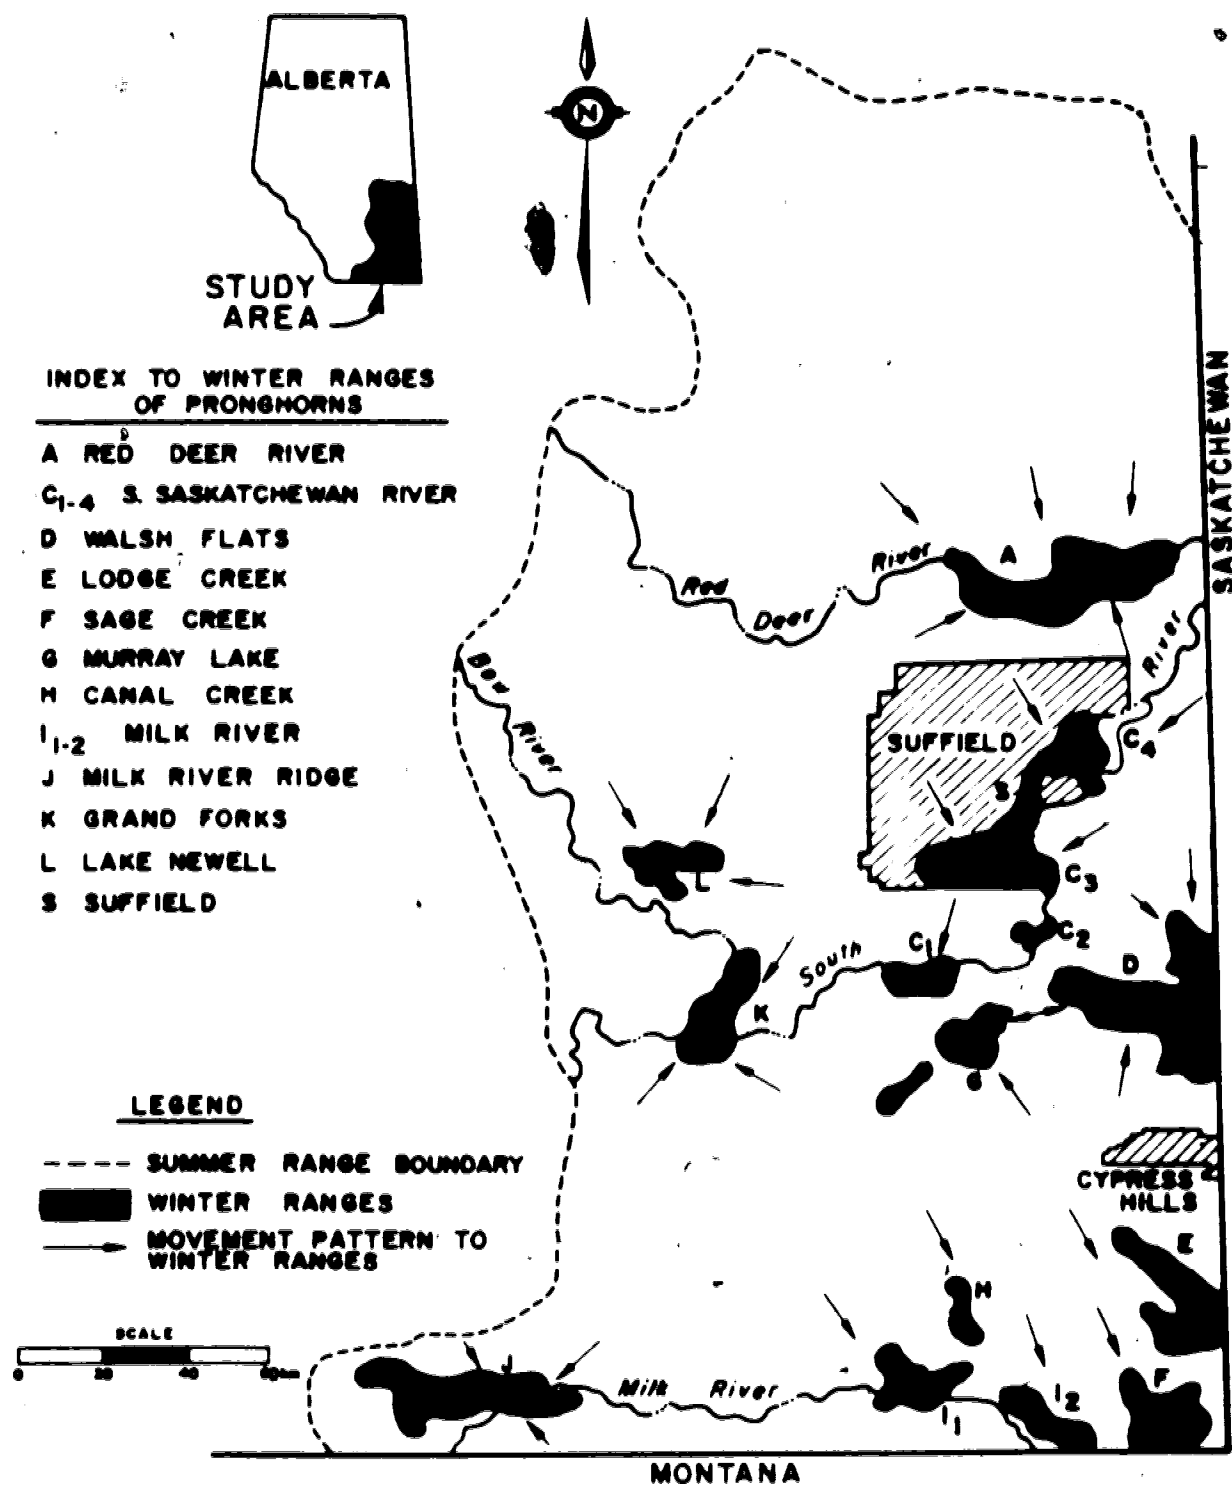 ALBERTA
N
STUDY
AREA
INDEX TO WINTER RANGES
OF PRONGHORNS
A RED DEER RIVER
C1-4 S. SASKATCHEWAN RIVER
D WALSH FLATS
E LODGE CREEK
F SAGE CREEK
G MURRAY LAKE
H CANAL CREEK
I1-2 MILK RIVER
J MILK RIVER RIDGE
K GRAND FORKS
L LAKE NEWELL
S SUFFIELD
LEGEND
SUMMER RANGE BOUNDARY
WINTER RANGES
MOVEMENT PATTERN TO
WINTER RANGES
SCALE
0 20 40 60 km
SASKATCHEWAN
A
Red Deer River
River
Bow River
SUFFIELD
C4
S
L
C3
C2
C1
D
South
K
G
CYPRESS
HILLS
E
H
J
Milk River
I1
I2
F
MONTANA